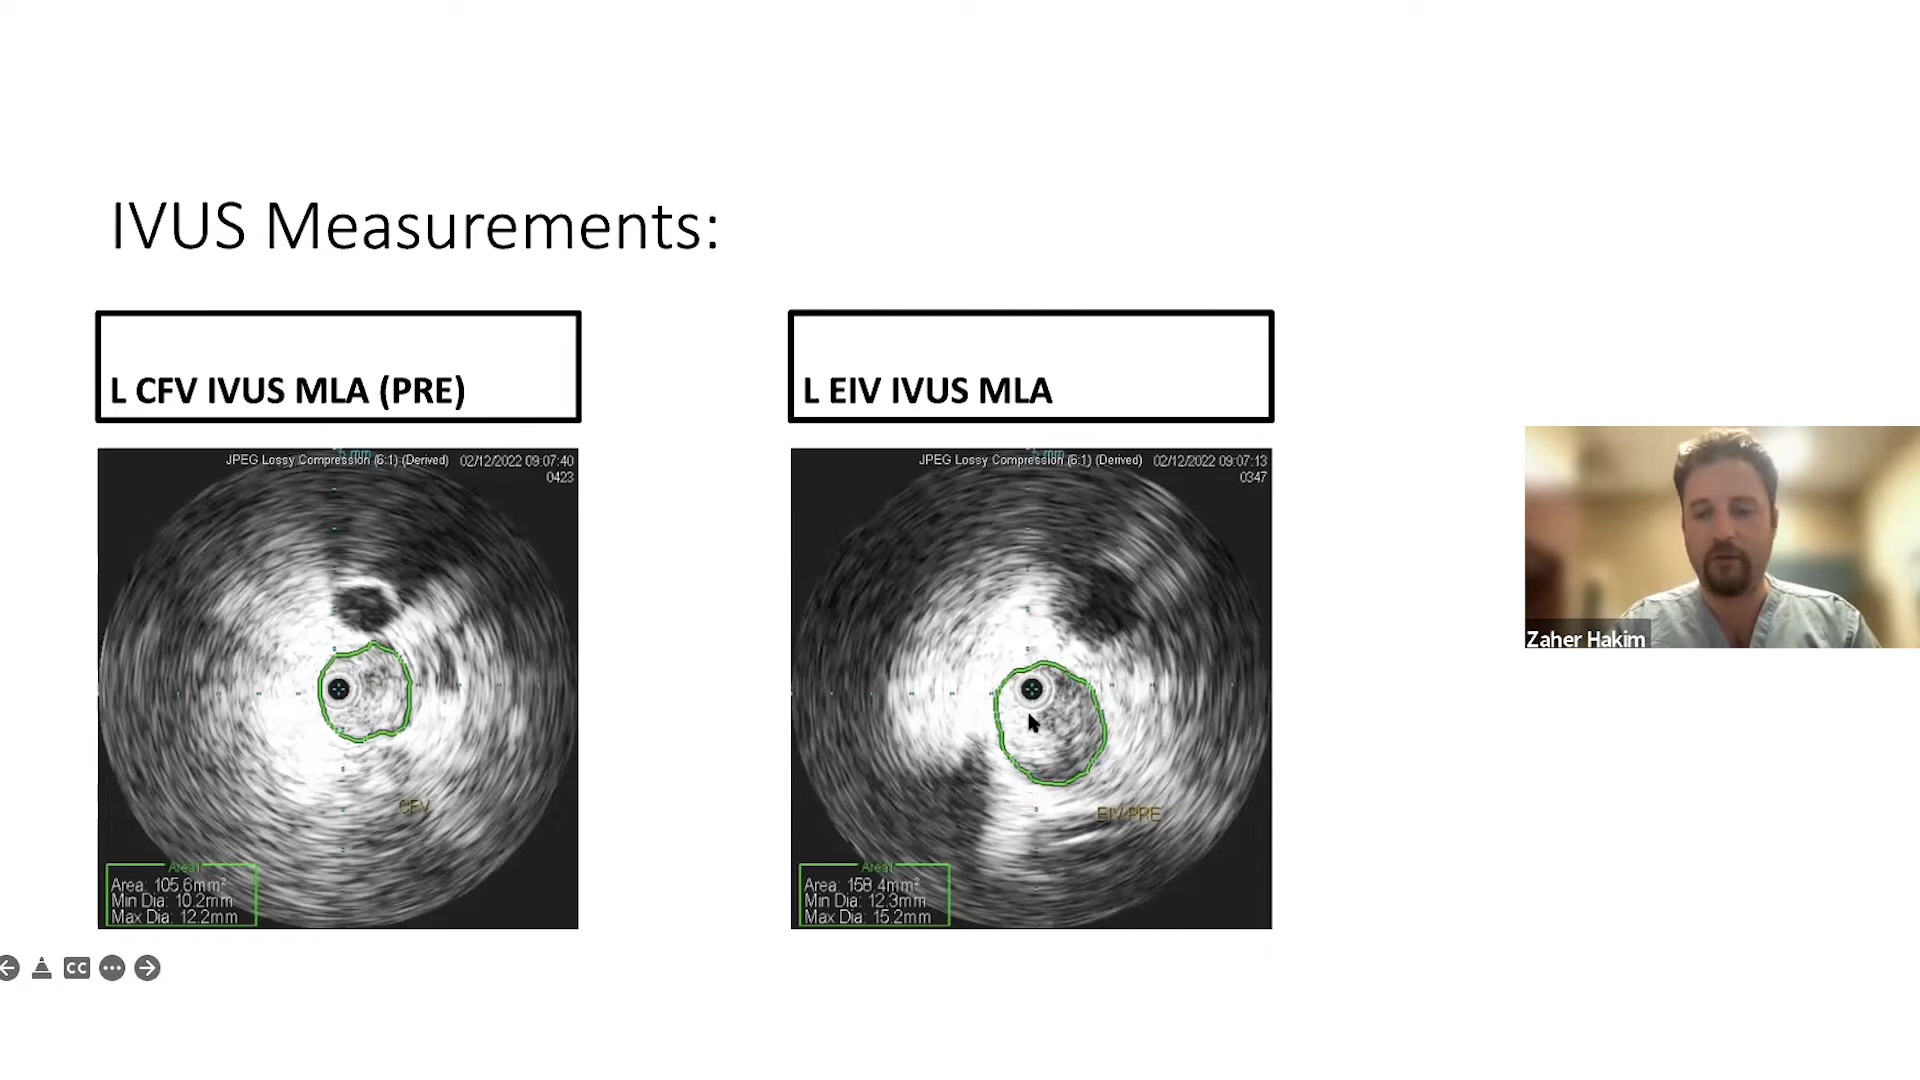 IVUS Measurements:
L CFV IVUS MLA (PRE)
L EIV IVUS MLA
JPEG Lossy Compression (6:1) (Derived) 02/12/2022 09:07:40
0423
CFV
Area1
Area: 105.6mm²
Min Dia: 10.2mm
Max Dia: 12.2mm
JPEG Lossy Compression (6:1) (Derived) 02/12/2022 09:07:13
0347
EIV PRE
Area1
Area: 158.4mm²
Min Dia: 12.3mm
Max Dia: 15.2mm
Zaher Hakim
CC